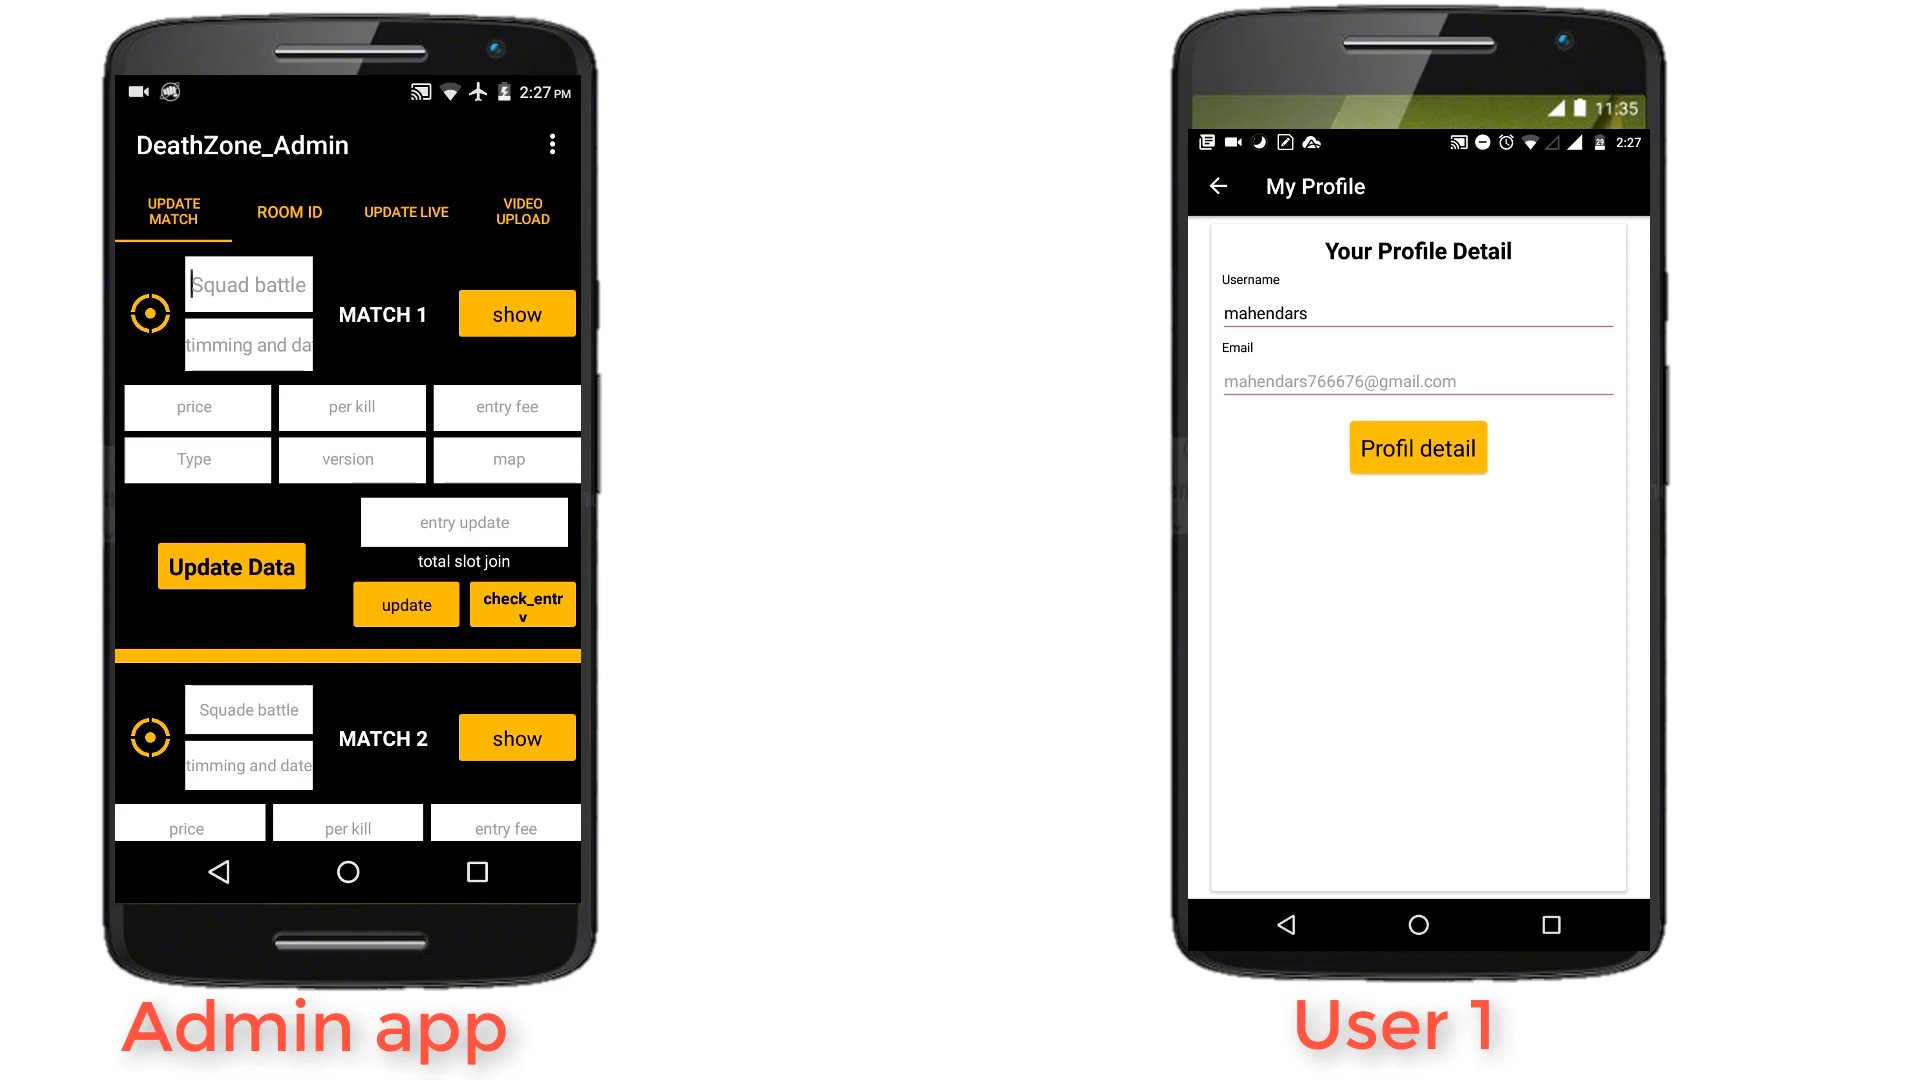 2:27 PM
DeathZone_Admin
UPDATE
MATCH
ROOM ID
UPDATE LIVE
VIDEO
UPLOAD
Squad battle
timming and da
MATCH 1
show
price
per kill
entry fee
Type
version
map
entry update
total slot join
Update Data
update
check_entr
y
Squade battle
timming and date
MATCH 2
show
price
per kill
entry fee
Admin app
11:35
29
2:27
My Profile
Your Profile Detail
Username
mahendars
Email
mahendars766676@gmail.com
Profil detail
User 1